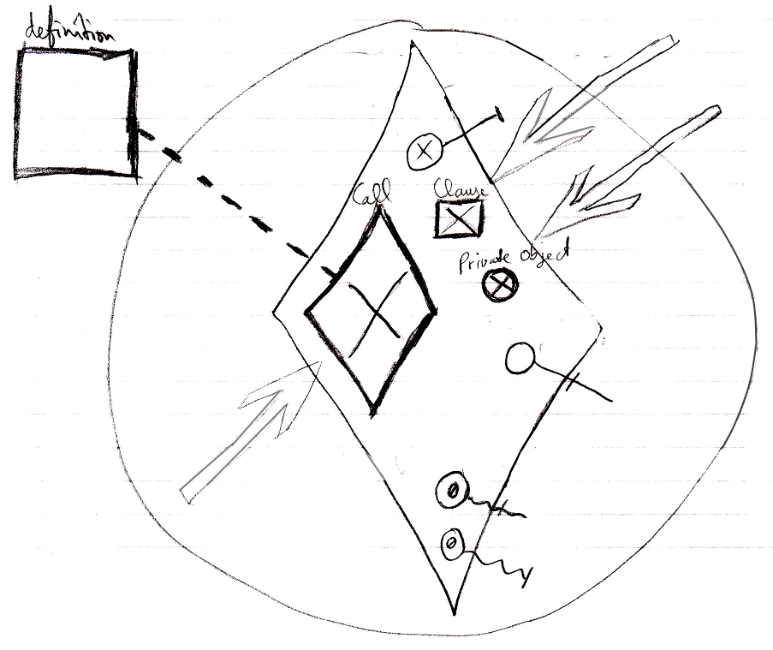 definition
Call
Clause
Private Object